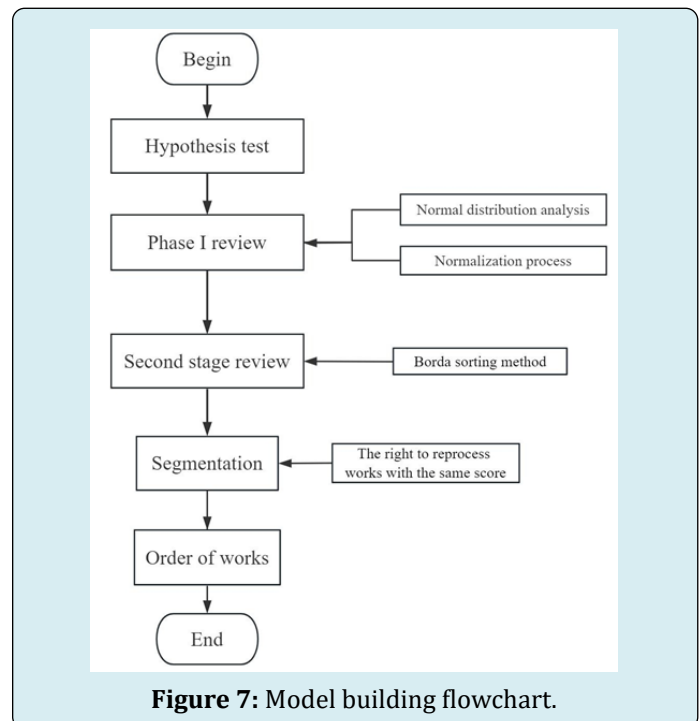 Begin
Hypothesis test
Normal distribution analysis
Phase I review
Normalization process
Second stage review
Borda sorting method
Segmentation
The right to reprocess
works with the same score
Order of works
End
Figure 7: Model building flowchart.